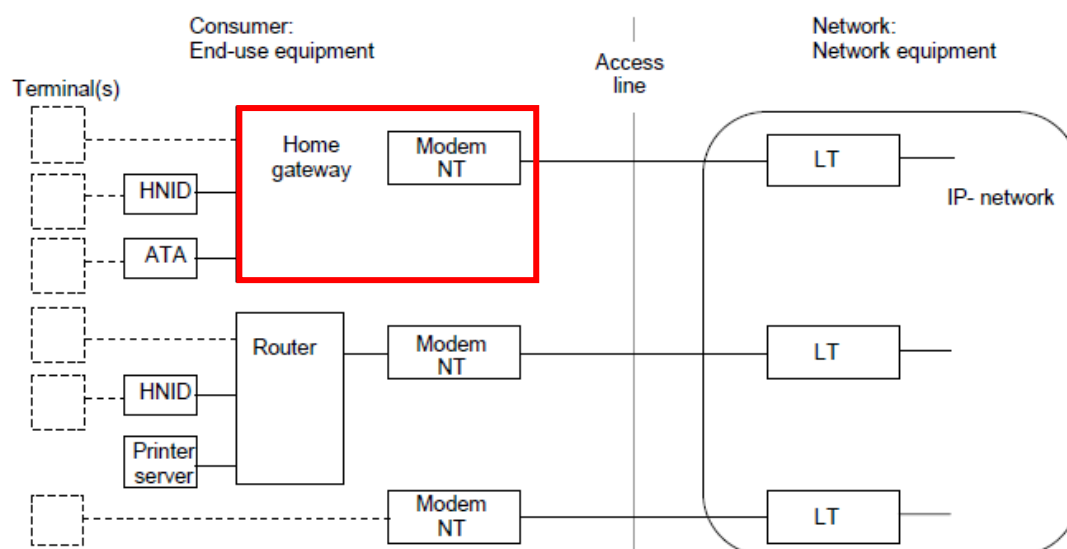 Consumer:
End-use equipment
Network:
Network equipment
Access
line
Terminal(s)
Home
gateway
Modem
NT
LT
HNID
IP- network
ATA
Router
Modem
NT
LT
HNID
Printer
server
Modem
NT
LT